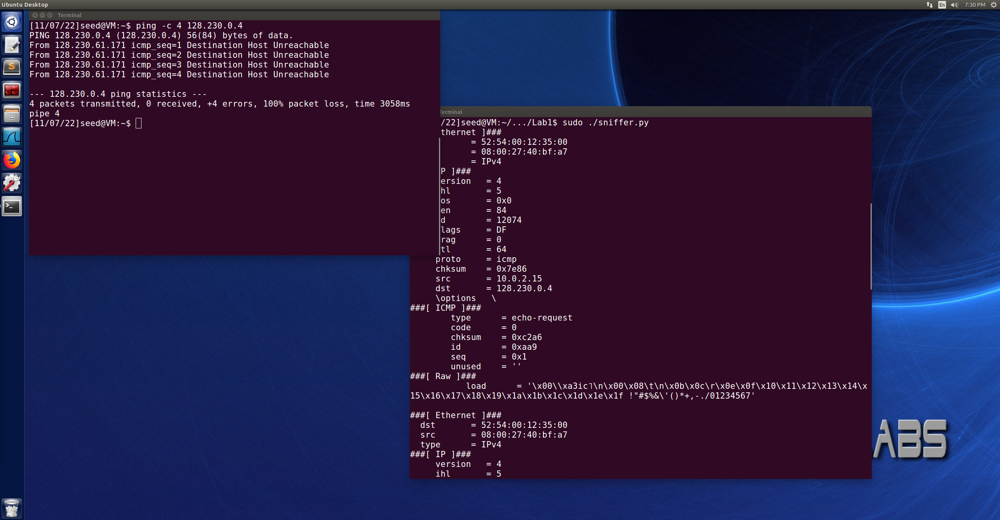 Ubuntu Desktop
En
7:30 PM
Terminal
[11/07/22]seed@VM:~$ ping -c 4 128.230.0.4
PING 128.230.0.4 (128.230.0.4) 56(84) bytes of data.
From 128.230.61.171 icmp_seq=1 Destination Host Unreachable
From 128.230.61.171 icmp_seq=2 Destination Host Unreachable
From 128.230.61.171 icmp_seq=3 Destination Host Unreachable
From 128.230.61.171 icmp_seq=4 Destination Host Unreachable
--- 128.230.0.4 ping statistics ---
4 packets transmitted, 0 received, +4 errors, 100% packet loss, time 3058ms
pipe 4
[11/07/22]seed@VM:~$
Terminal
/22]seed@VM:~/.../Lab1$ sudo ./sniffer.py
thernet ]###
= 52:54:00:12:35:00
= 08:00:27:40:bf:a7
= IPv4
P ]###
ersion = 4
hl = 5
os = 0x0
en = 84
d = 12074
lags = DF
rag = 0
tl = 64
proto = icmp
chksum = 0x7e86
src = 10.0.2.15
dst = 128.230.0.4
\options \
###[ ICMP ]###
type = echo-request
code = 0
chksum = 0xc2a6
id = 0xaa9
seq = 0x1
unused = ''
###[ Raw ]###
load = '\x00\\xa3ic˥\n\x00\x08\t\n\x0b\x0c\r\x0e\x0f\x10\x11\x12\x13\x14\x
15\x16\x17\x18\x19\x1a\x1b\x1c\x1d\x1e\x1f !"#$%&\'()*+,-./01234567'
###[ Ethernet ]###
dst = 52:54:00:12:35:00
src = 08:00:27:40:bf:a7
type = IPv4
###[ IP ]###
version = 4
ihl = 5
ABS